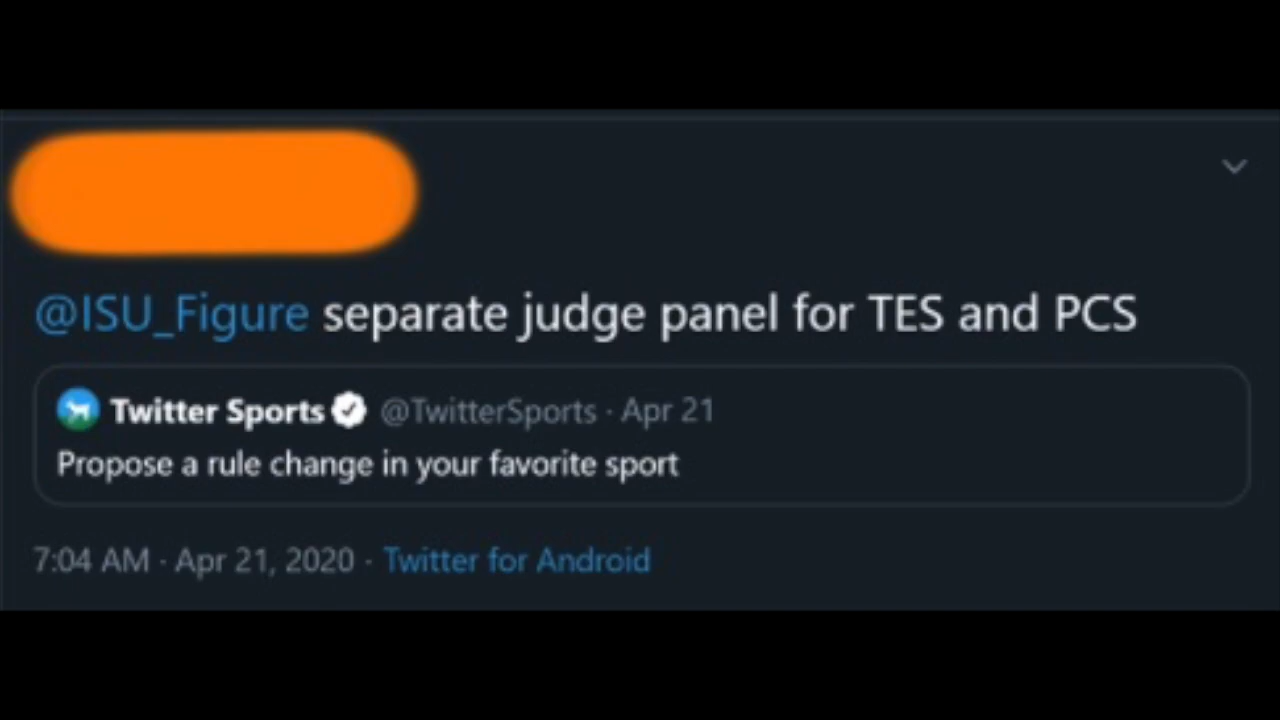 @ISU_Figure separate judge panel for TES and PCS
Twitter Sports @TwitterSports · Apr 21
Propose a rule change in your favorite sport
7:04 AM · Apr 21, 2020 · Twitter for Android